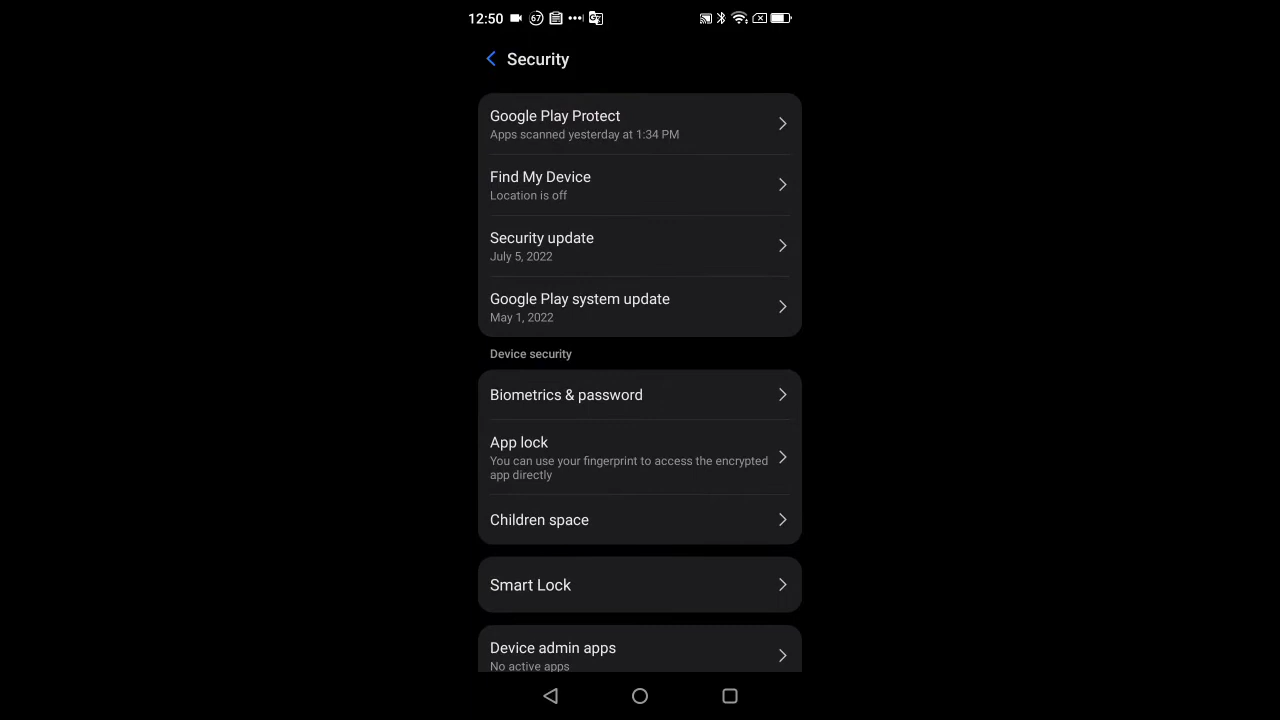 12:50 67
Security
Google Play Protect
Apps scanned yesterday at 1:34 PM
Find My Device
Location is off
Security update
July 5, 2022
Google Play system update
May 1, 2022
Device security
Biometrics & password
App lock
You can use your fingerprint to access the encrypted
app directly
Children space
Smart Lock
Device admin apps
No active apps